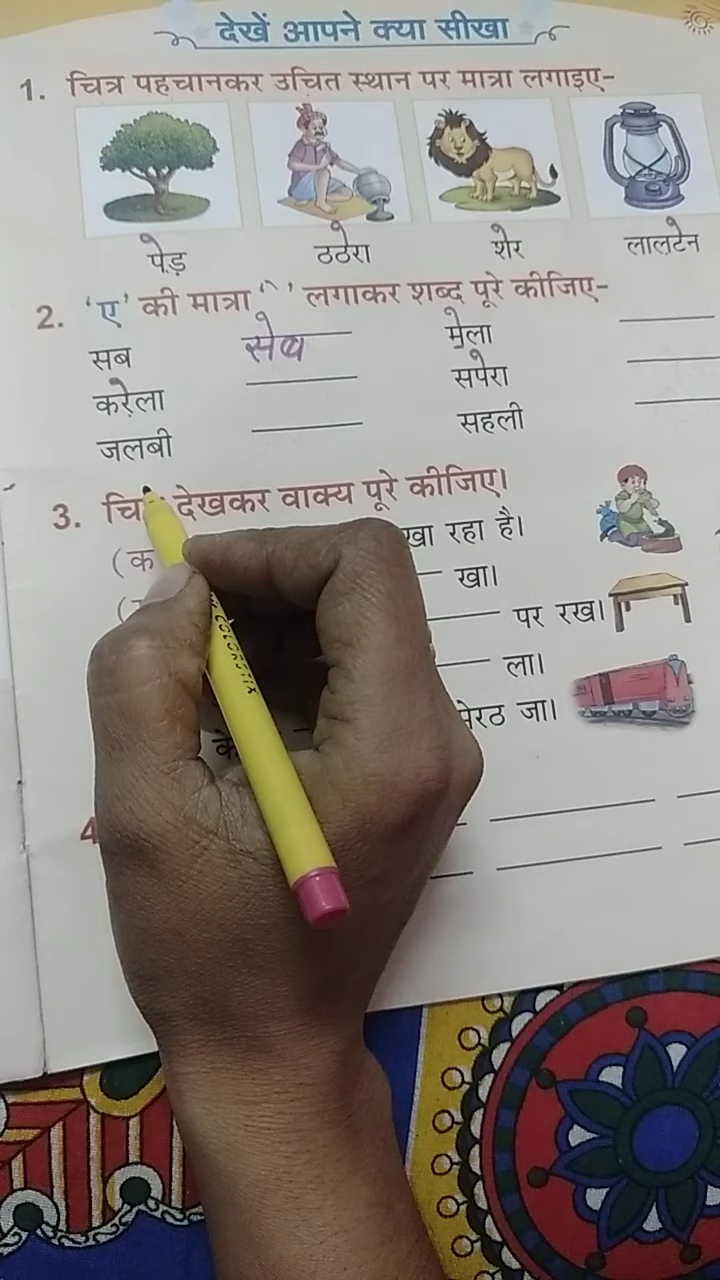 देखें आपने क्या सीखा
1. चित्र पहचानकर उचित स्थान पर मात्रा लगाइए-
पेड़ ठठेरा शेर लालटेन
2. 'ए' की मात्रा ' े ' लगाकर शब्द पूरे कीजिए-
सब सेब मेला
करेला सपेरा
जलबी सहली
3. देखकर वाक्य पूरे कीजिए।
(क खा रहा है।
खा।
पर रख।
ला।
के मेरठ जा।
4